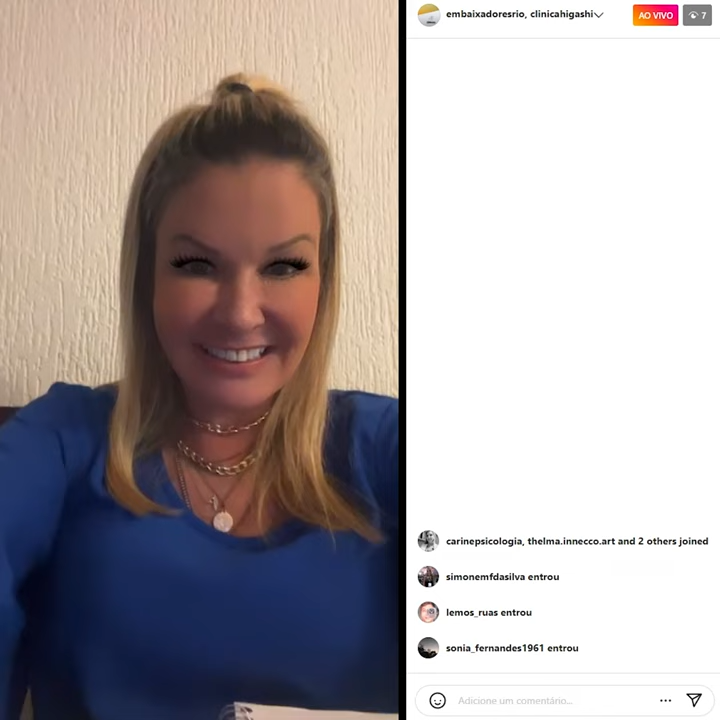 embaixadoresrio, clinicahigashi
AO VIVO
7
carinepsicologia, thelma.innecco.art and 2 others joined
simonemfdasilva entrou
lemos_ruas entrou
sonia_fernandes1961 entrou
Adicione um comentário...